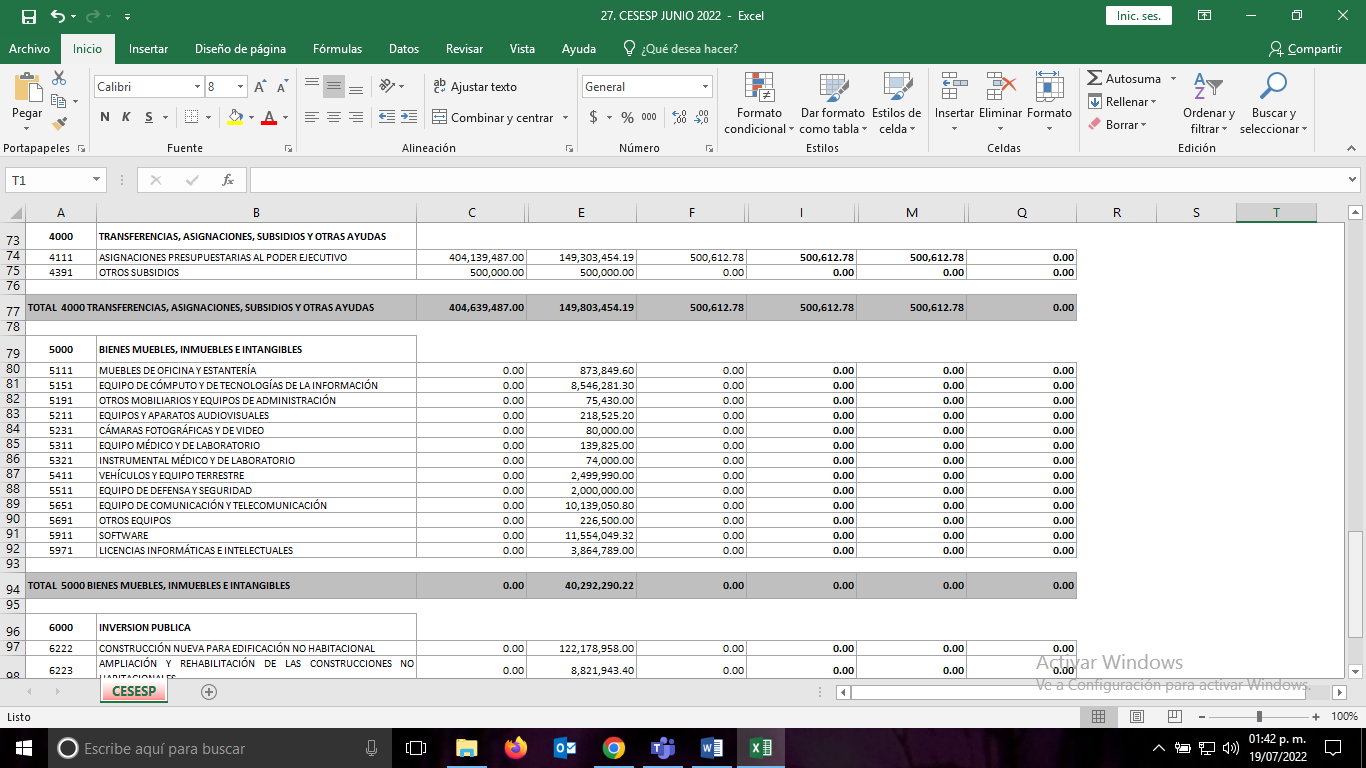 27. CESESP JUNIO 2022 - Excel
Inic. ses.
Archivo Inicio Insertar Diseño de página Fórmulas Datos Revisar Vista Ayuda ¿Qué desea hacer? Compartir
Pegar
Calibri 8
N K S
Ajustar texto
Combinar y centrar
General
$ % 000
Formato condicional
Dar formato como tabla
Estilos de celda
Insertar Eliminar Formato
Autosuma
Rellenar
Borrar
Ordenar y filtrar
Buscar y seleccionar
Portapapeles Fuente Alineación Número Estilos Celdas Edición
T1 fx
A B C E F I M Q R S T
73 4000 TRANSFERENCIAS, ASIGNACIONES, SUBSIDIOS Y OTRAS AYUDAS
74 4111 ASIGNACIONES PRESUPUESTARIAS AL PODER EJECUTIVO 404,139,487.00 149,303,454.19 500,612.78 500,612.78 500,612.78 0.00
75 4391 OTROS SUBSIDIOS 500,000.00 500,000.00 0.00 0.00 0.00 0.00
76
77 TOTAL 4000 TRANSFERENCIAS, ASIGNACIONES, SUBSIDIOS Y OTRAS AYUDAS 404,639,487.00 149,803,454.19 500,612.78 500,612.78 500,612.78 0.00
78
79 5000 BIENES MUEBLES, INMUEBLES E INTANGIBLES
80 5111 MUEBLES DE OFICINA Y ESTANTERÍA 0.00 873,849.60 0.00 0.00 0.00 0.00
81 5151 EQUIPO DE CÓMPUTO Y DE TECNOLOGÍAS DE LA INFORMACIÓN 0.00 8,546,281.30 0.00 0.00 0.00 0.00
82 5191 OTROS MOBILIARIOS Y EQUIPOS DE ADMINISTRACIÓN 0.00 75,430.00 0.00 0.00 0.00 0.00
83 5211 EQUIPOS Y APARATOS AUDIOVISUALES 0.00 218,525.20 0.00 0.00 0.00 0.00
84 5231 CÁMARAS FOTOGRÁFICAS Y DE VIDEO 0.00 80,000.00 0.00 0.00 0.00 0.00
85 5311 EQUIPO MÉDICO Y DE LABORATORIO 0.00 139,825.00 0.00 0.00 0.00 0.00
86 5321 INSTRUMENTAL MÉDICO Y DE LABORATORIO 0.00 74,000.00 0.00 0.00 0.00 0.00
87 5411 VEHÍCULOS Y EQUIPO TERRESTRE 0.00 2,499,990.00 0.00 0.00 0.00 0.00
88 5511 EQUIPO DE DEFENSA Y SEGURIDAD 0.00 2,000,000.00 0.00 0.00 0.00 0.00
89 5651 EQUIPO DE COMUNICACIÓN Y TELECOMUNICACIÓN 0.00 10,139,050.80 0.00 0.00 0.00 0.00
90 5691 OTROS EQUIPOS 0.00 226,500.00 0.00 0.00 0.00 0.00
91 5911 SOFTWARE 0.00 11,554,049.32 0.00 0.00 0.00 0.00
92 5971 LICENCIAS INFORMÁTICAS E INTELECTUALES 0.00 3,864,789.00 0.00 0.00 0.00 0.00
93
94 TOTAL 5000 BIENES MUEBLES, INMUEBLES E INTANGIBLES 0.00 40,292,290.22 0.00 0.00 0.00 0.00
95
96 6000 INVERSION PUBLICA
97 6222 CONSTRUCCIÓN NUEVA PARA EDIFICACIÓN NO HABITACIONAL 0.00 122,178,958.00 0.00 0.00 0.00 0.00
98 6223 AMPLIACIÓN Y REHABILITACIÓN DE LAS CONSTRUCCIONES NO 0.00 8,821,943.40 0.00 0.00 0.00 0.00
HABITACIONALES
Activar Windows
Ve a Configuración para activar Windows.
CESESP
Listo 100%
Escribe aquí para buscar
01:42 p. m.
19/07/2022